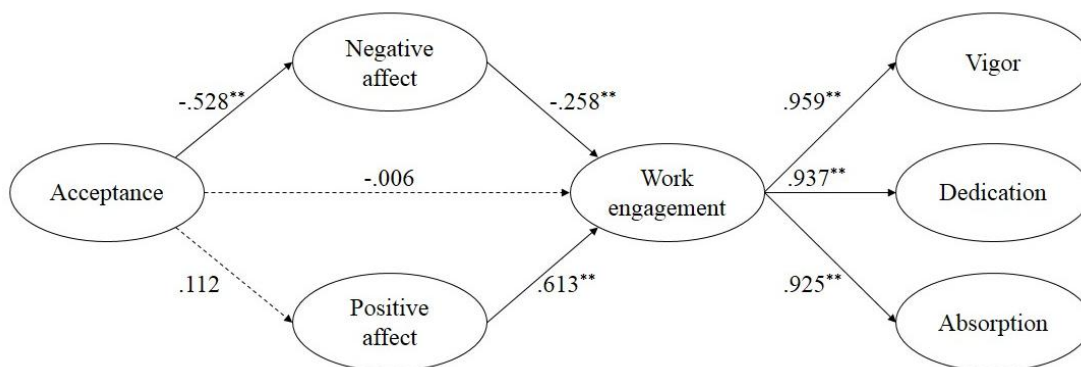 Negative
affect
Vigor
-.528**
-.258**
.959**
Acceptance
-.006
Work
engagement
.937**
Dedication
.112
.613**
.925**
Positive
affect
Absorption